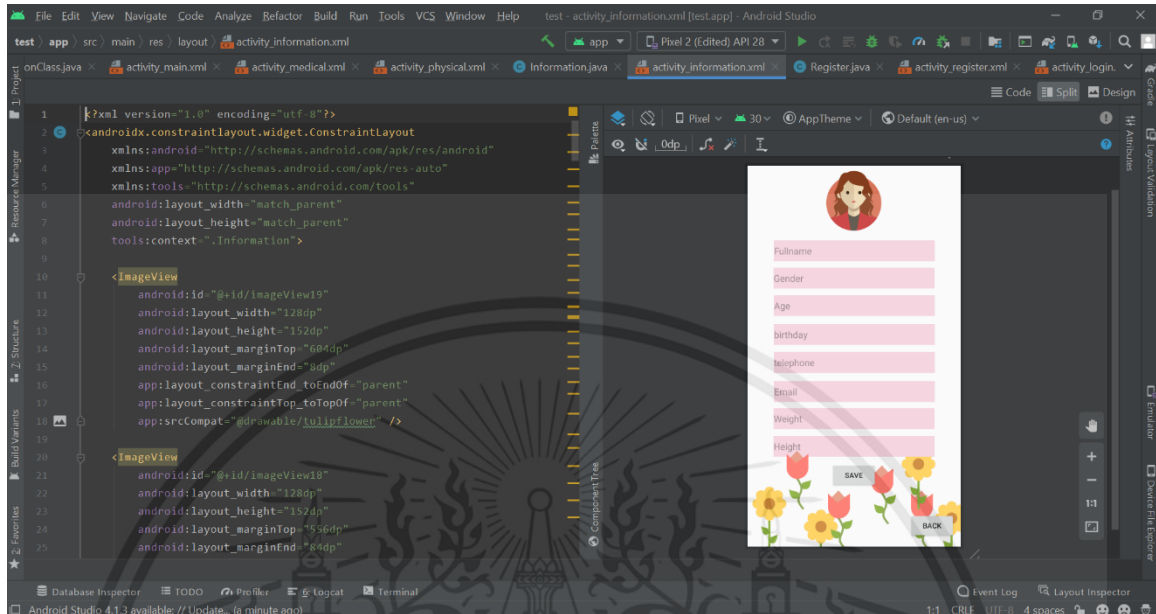 File Edit View Navigate Code Analyze Refactor Build Run Tools VCS Window Help test - activity_information.xml [test.app] - Android Studio
test app src main res layout activity_information.xml app Pixel 2 (Edited) API 28
onClass.java activity_main.xml activity_medical.xml activity_physical.xml Information.java activity_information.xml Register.java activity_register.xml activity_login.
Code Split Design
1 <?xml version="1.0" encoding="utf-8"?>
2 <androidx.constraintlayout.widget.ConstraintLayout
3 xmlns:android="http://schemas.android.com/apk/res/android"
4 xmlns:app="http://schemas.android.com/apk/res-auto"
5 xmlns:tools="http://schemas.android.com/tools"
6 android:layout_width="match_parent"
7 android:layout_height="match_parent"
8 tools:context=".Information">
9
10 <ImageView
11 android:id="@+id/imageView19"
12 android:layout_width="128dp"
13 android:layout_height="152dp"
14 android:layout_marginTop="604dp"
15 android:layout_marginEnd="8dp"
16 app:layout_constraintEnd_toEndOf="parent"
17 app:layout_constraintTop_toTopOf="parent"
18 app:srcCompat="@drawable/tulipflower" />
19
20 <ImageView
21 android:id="@+id/imageView18"
22 android:layout_width="128dp"
23 android:layout_height="152dp"
24 android:layout_marginTop="556dp"
25 android:layout_marginEnd="84dp"
Pixel 30 AppTheme Default (en-us)
0dp
Fullname
Gender
Age
birthday
telephone
Email
Weight
Height
SAVE
BACK
1:1
1: Project
Resource Manager
7: Structure
Build Variants
2: Favorites
Palette
Component Tree
Attributes
Gradle
Layout Validation
Emulator
Device File Explorer
Database Inspector TODO Profiler 6: Logcat Terminal Event Log Layout Inspector
Android Studio 4.1.3 available: // Update... (a minute ago) 1:1 CRLF UTF-8 4 spaces